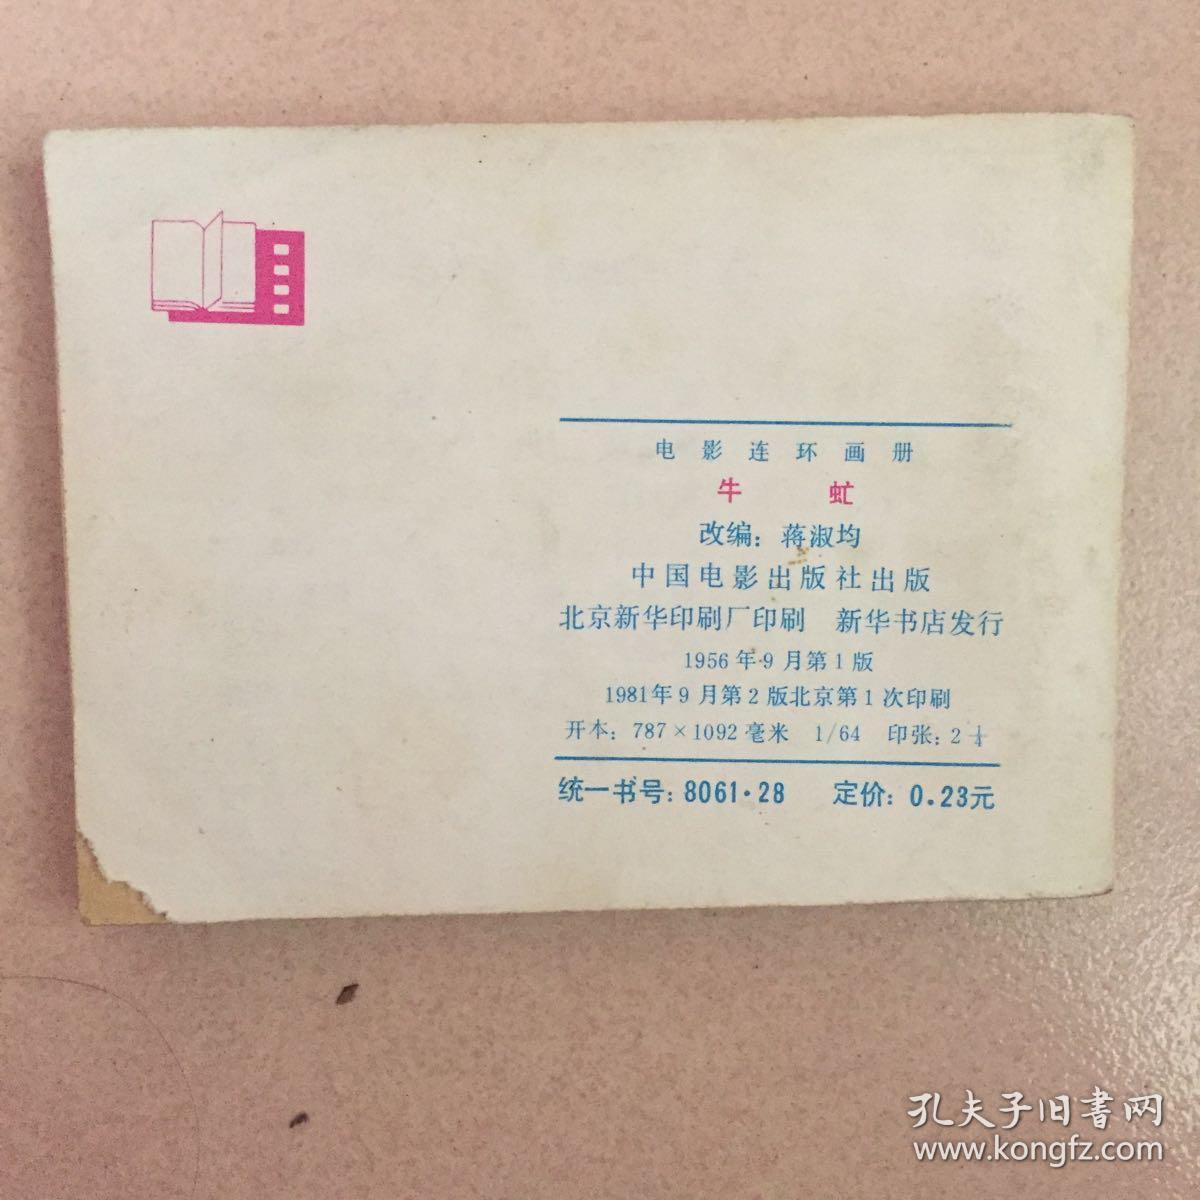 电影连环画册
牛虻
改编：蒋淑均
中国电影出版社出版
北京新华印刷厂印刷 新华书店发行
1956年9月第1版
1981年9月第2版北京第1次印刷
开本：787×1092毫米 1/64 印张：2¼
统一书号：8061·28 定价：0.23元
孔夫子旧書网
www.kongfz.com